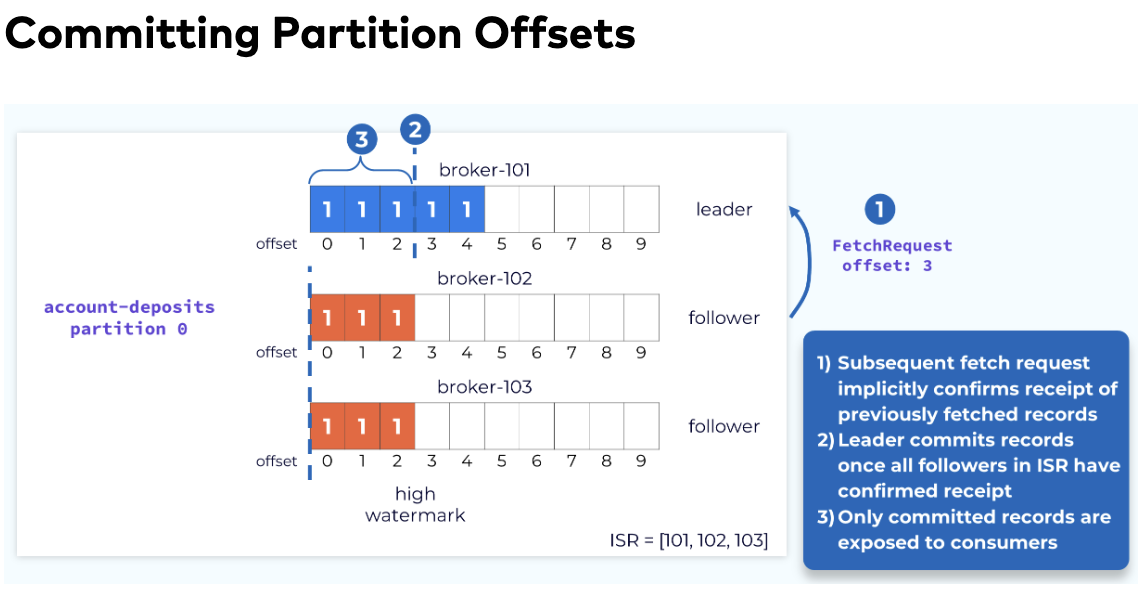 Committing Partition Offsets
3 2
broker-101
1 1 1 1 1
leader
offset 0 1 2 3 4 5 6 7 8 9
1
FetchRequest
offset: 3
broker-102
account-deposits
partition 0
1 1 1
follower
offset 0 1 2 3 4 5 6 7 8 9
broker-103
1 1 1
follower
offset 0 1 2 3 4 5 6 7 8 9
high
watermark
ISR = [101, 102, 103]
1) Subsequent fetch request
implicitly confirms receipt of
previously fetched records
2) Leader commits records
once all followers in ISR have
confirmed receipt
3) Only committed records are
exposed to consumers